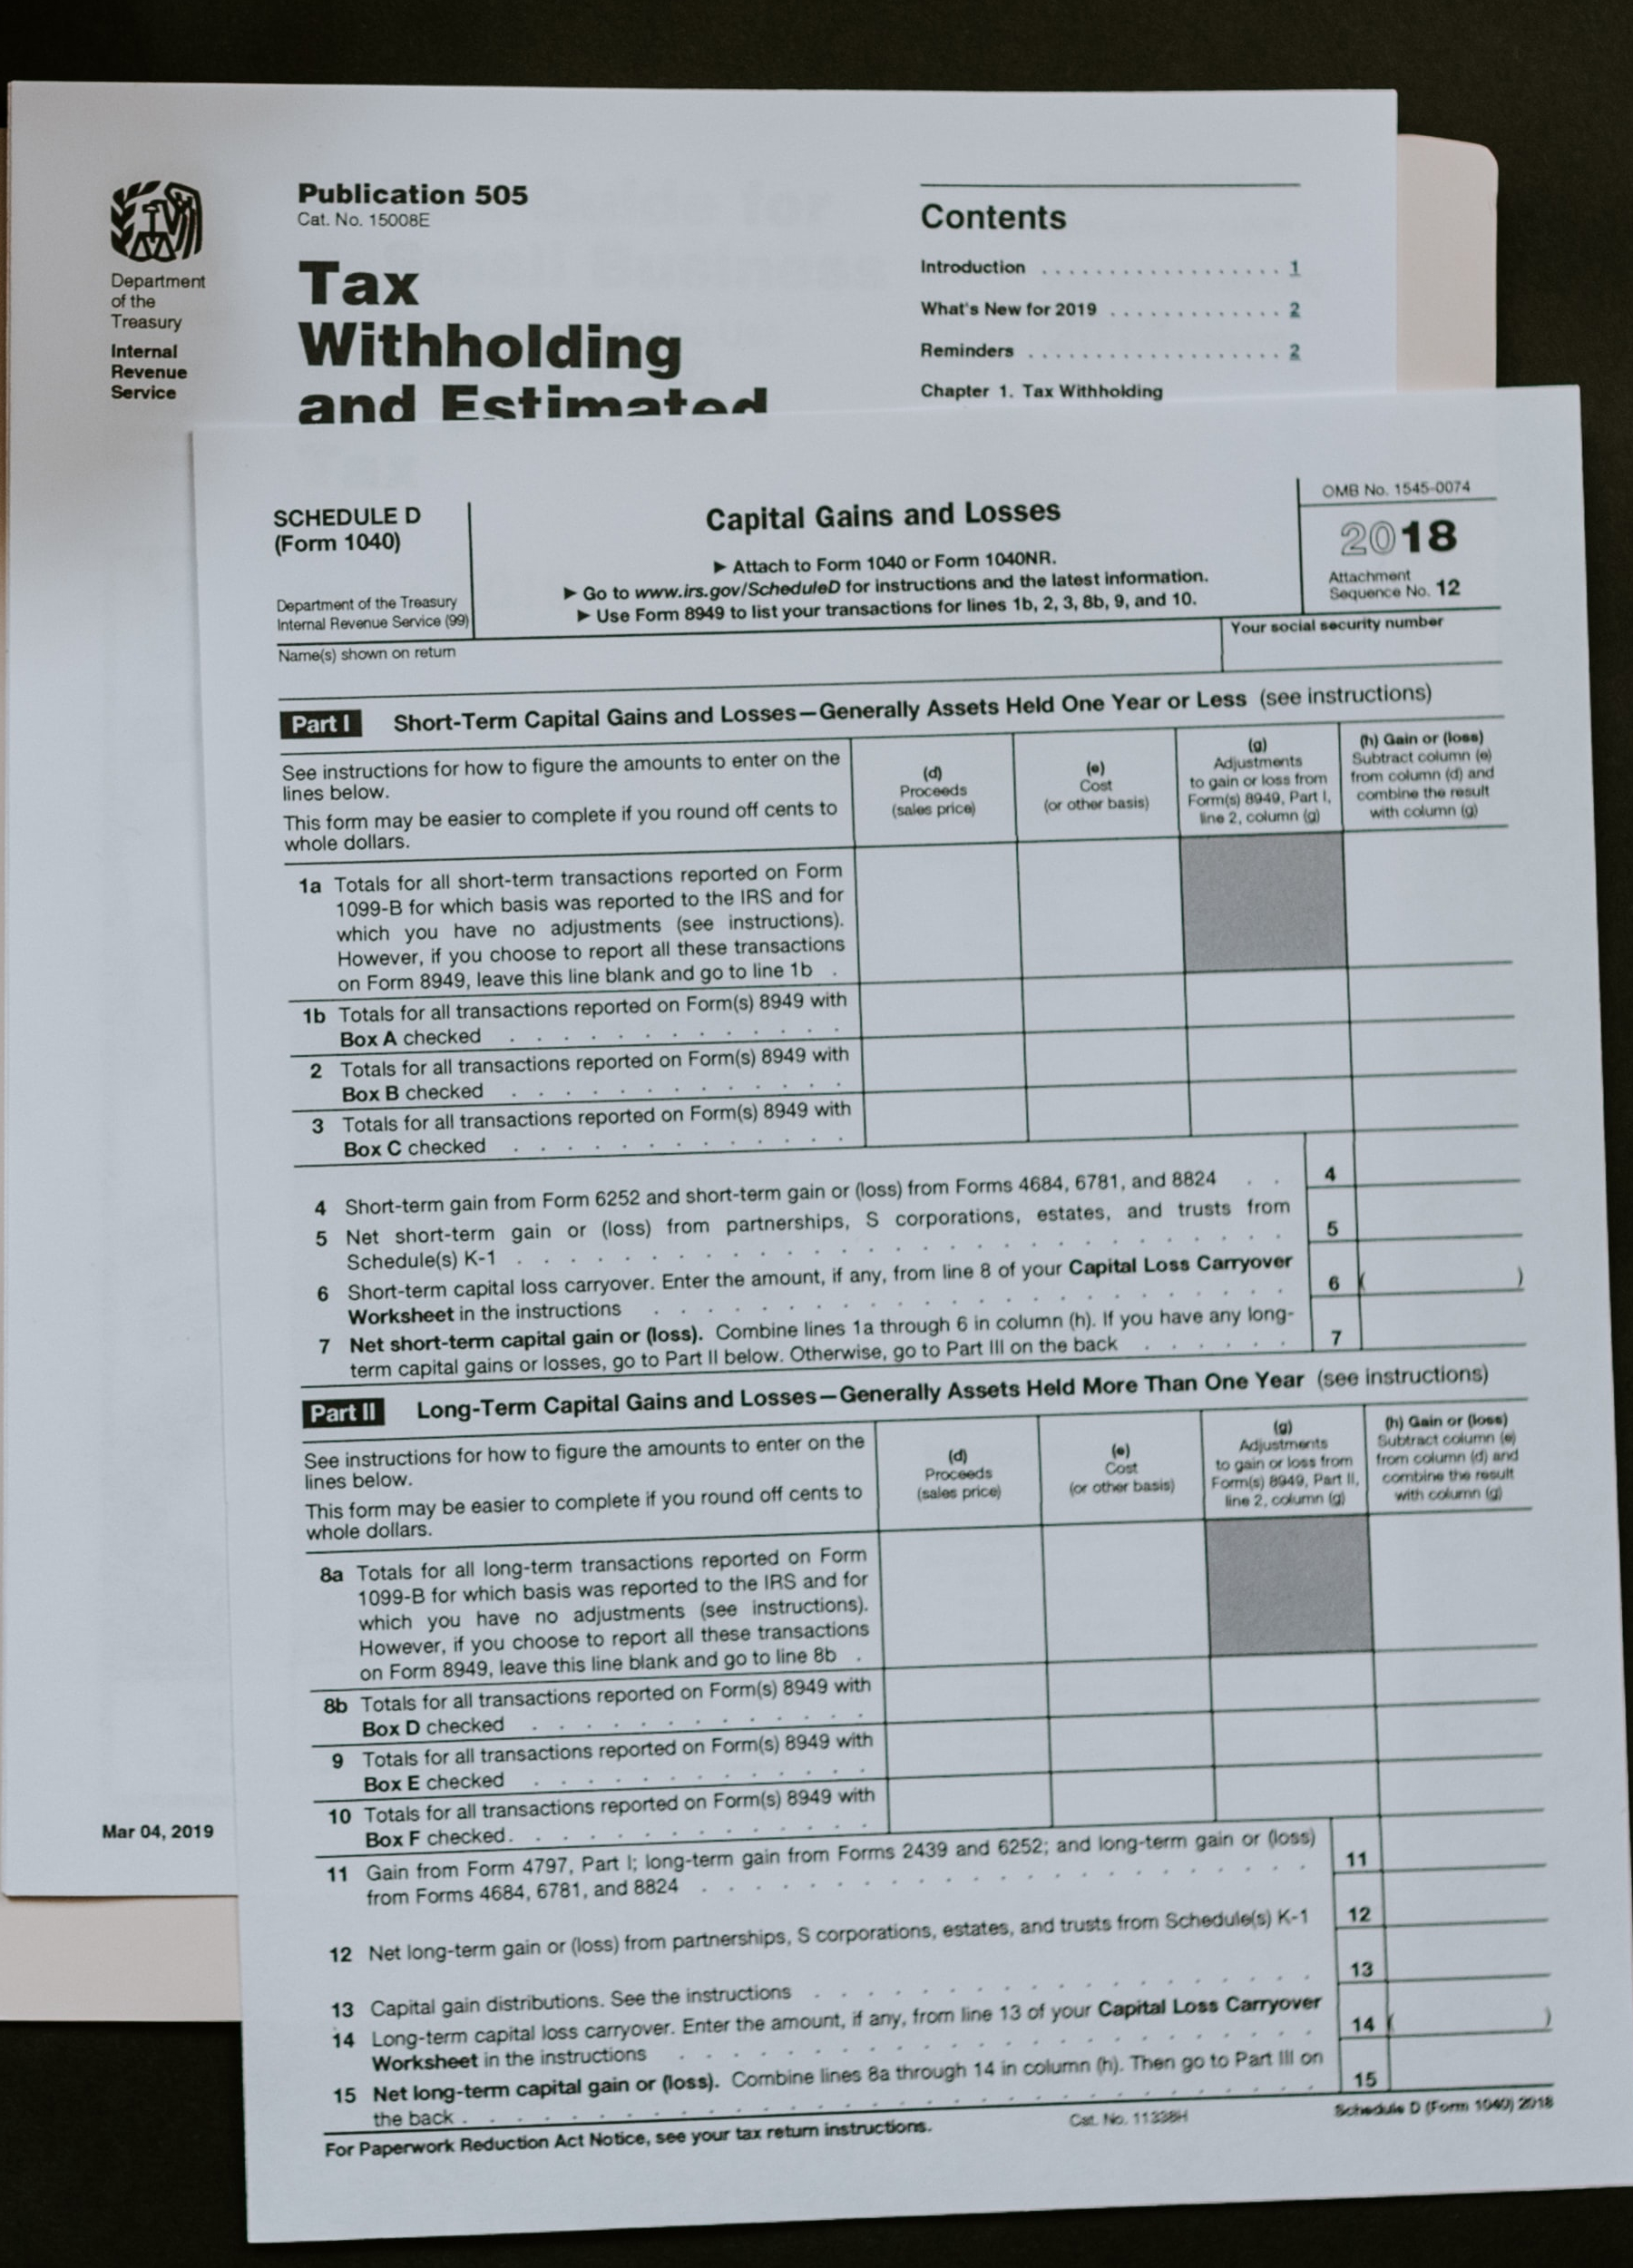 Department
of the
Treasury
Internal
Revenue
Service
Publication 505
Cat. No. 15008E
Tax
Withholding
and Estimated
Contents
Introduction . . . . . . . . . . . . . . . . . . 1
What's New for 2019 . . . . . . . . . . . . . 2
Reminders . . . . . . . . . . . . . . . . . . . 2
Chapter 1. Tax Withholding
Mar 04, 2019
SCHEDULE D
(Form 1040)
Department of the Treasury
Internal Revenue Service (99)
Capital Gains and Losses
▶ Attach to Form 1040 or Form 1040NR.
▶ Go to www.irs.gov/ScheduleD for instructions and the latest information.
▶ Use Form 8949 to list your transactions for lines 1b, 2, 3, 8b, 9, and 10.
OMB No. 1545-0074
2018
Attachment
Sequence No. 12
Name(s) shown on return
Your social security number
Part I Short-Term Capital Gains and Losses—Generally Assets Held One Year or Less (see instructions)
See instructions for how to figure the amounts to enter on the
lines below.
This form may be easier to complete if you round off cents to
whole dollars.
(d)
Proceeds
(sales price)
(e)
Cost
(or other basis)
(g)
Adjustments
to gain or loss from
Form(s) 8949, Part I,
line 2, column (g)
(h) Gain or (loss)
Subtract column (e)
from column (d) and
combine the result
with column (g)
1a Totals for all short-term transactions reported on Form
1099-B for which basis was reported to the IRS and for
which you have no adjustments (see instructions).
However, if you choose to report all these transactions
on Form 8949, leave this line blank and go to line 1b .
1b Totals for all transactions reported on Form(s) 8949 with
Box A checked . . . . . . . . . . . . .
2 Totals for all transactions reported on Form(s) 8949 with
Box B checked . . . . . . . . . . . . .
3 Totals for all transactions reported on Form(s) 8949 with
Box C checked . . . . . . . . . . . . .
4 Short-term gain from Form 6252 and short-term gain or (loss) from Forms 4684, 6781, and 8824 . . 4
5 Net short-term gain or (loss) from partnerships, S corporations, estates, and trusts from
Schedule(s) K-1 . . . . . . . . . . . . . . . . . . . . . . . . 5
6 Short-term capital loss carryover. Enter the amount, if any, from line 8 of your Capital Loss Carryover
Worksheet in the instructions . . . . . . . . . . . . . . . . . . . 6 ( )
7 Net short-term capital gain or (loss). Combine lines 1a through 6 in column (h). If you have any long-
term capital gains or losses, go to Part II below. Otherwise, go to Part III on the back . . . . . . 7
Part II Long-Term Capital Gains and Losses—Generally Assets Held More Than One Year (see instructions)
See instructions for how to figure the amounts to enter on the
lines below.
This form may be easier to complete if you round off cents to
whole dollars.
(d)
Proceeds
(sales price)
(e)
Cost
(or other basis)
(g)
Adjustments
to gain or loss from
Form(s) 8949, Part II,
line 2, column (g)
(h) Gain or (loss)
Subtract column (e)
from column (d) and
combine the result
with column (g)
8a Totals for all long-term transactions reported on Form
1099-B for which basis was reported to the IRS and for
which you have no adjustments (see instructions).
However, if you choose to report all these transactions
on Form 8949, leave this line blank and go to line 8b .
8b Totals for all transactions reported on Form(s) 8949 with
Box D checked . . . . . . . . . . . . .
9 Totals for all transactions reported on Form(s) 8949 with
Box E checked . . . . . . . . . . . . .
10 Totals for all transactions reported on Form(s) 8949 with
Box F checked. . . . . . . . . . . . . .
11 Gain from Form 4797, Part I; long-term gain from Forms 2439 and 6252; and long-term gain or (loss)
from Forms 4684, 6781, and 8824 . . . . . . . . . . . . . . . . . . 11
12 Net long-term gain or (loss) from partnerships, S corporations, estates, and trusts from Schedule(s) K-1 12
13 Capital gain distributions. See the instructions . . . . . . . . . . . . . . . 13
14 Long-term capital loss carryover. Enter the amount, if any, from line 13 of your Capital Loss Carryover
Worksheet in the instructions . . . . . . . . . . . . . . . . . . . 14 ( )
15 Net long-term capital gain or (loss). Combine lines 8a through 14 in column (h). Then go to Part III on
the back . . . . . . . . . . . . . . . . . . . . . . . . . . 15
For Paperwork Reduction Act Notice, see your tax return instructions. Cat. No. 11338H Schedule D (Form 1040) 2018